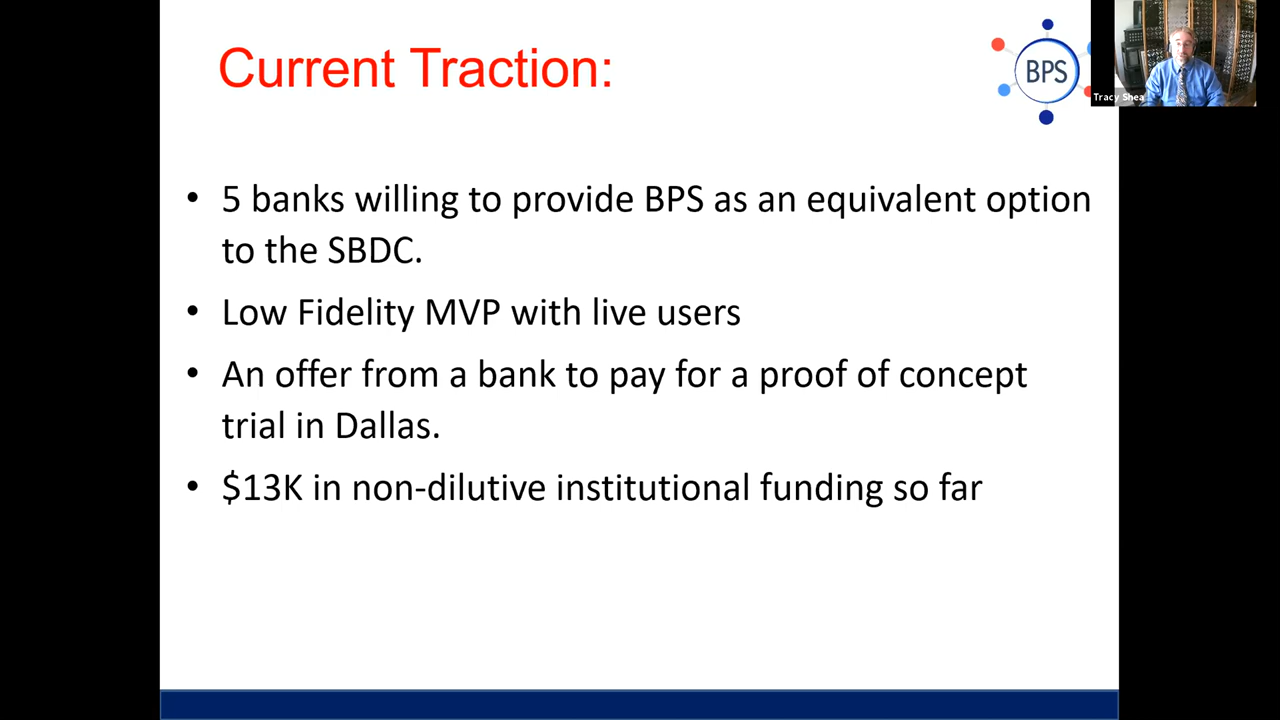 Current Traction:
BPS
Tracy Shea
• 5 banks willing to provide BPS as an equivalent option
to the SBDC.
• Low Fidelity MVP with live users
• An offer from a bank to pay for a proof of concept
trial in Dallas.
• $13K in non-dilutive institutional funding so far